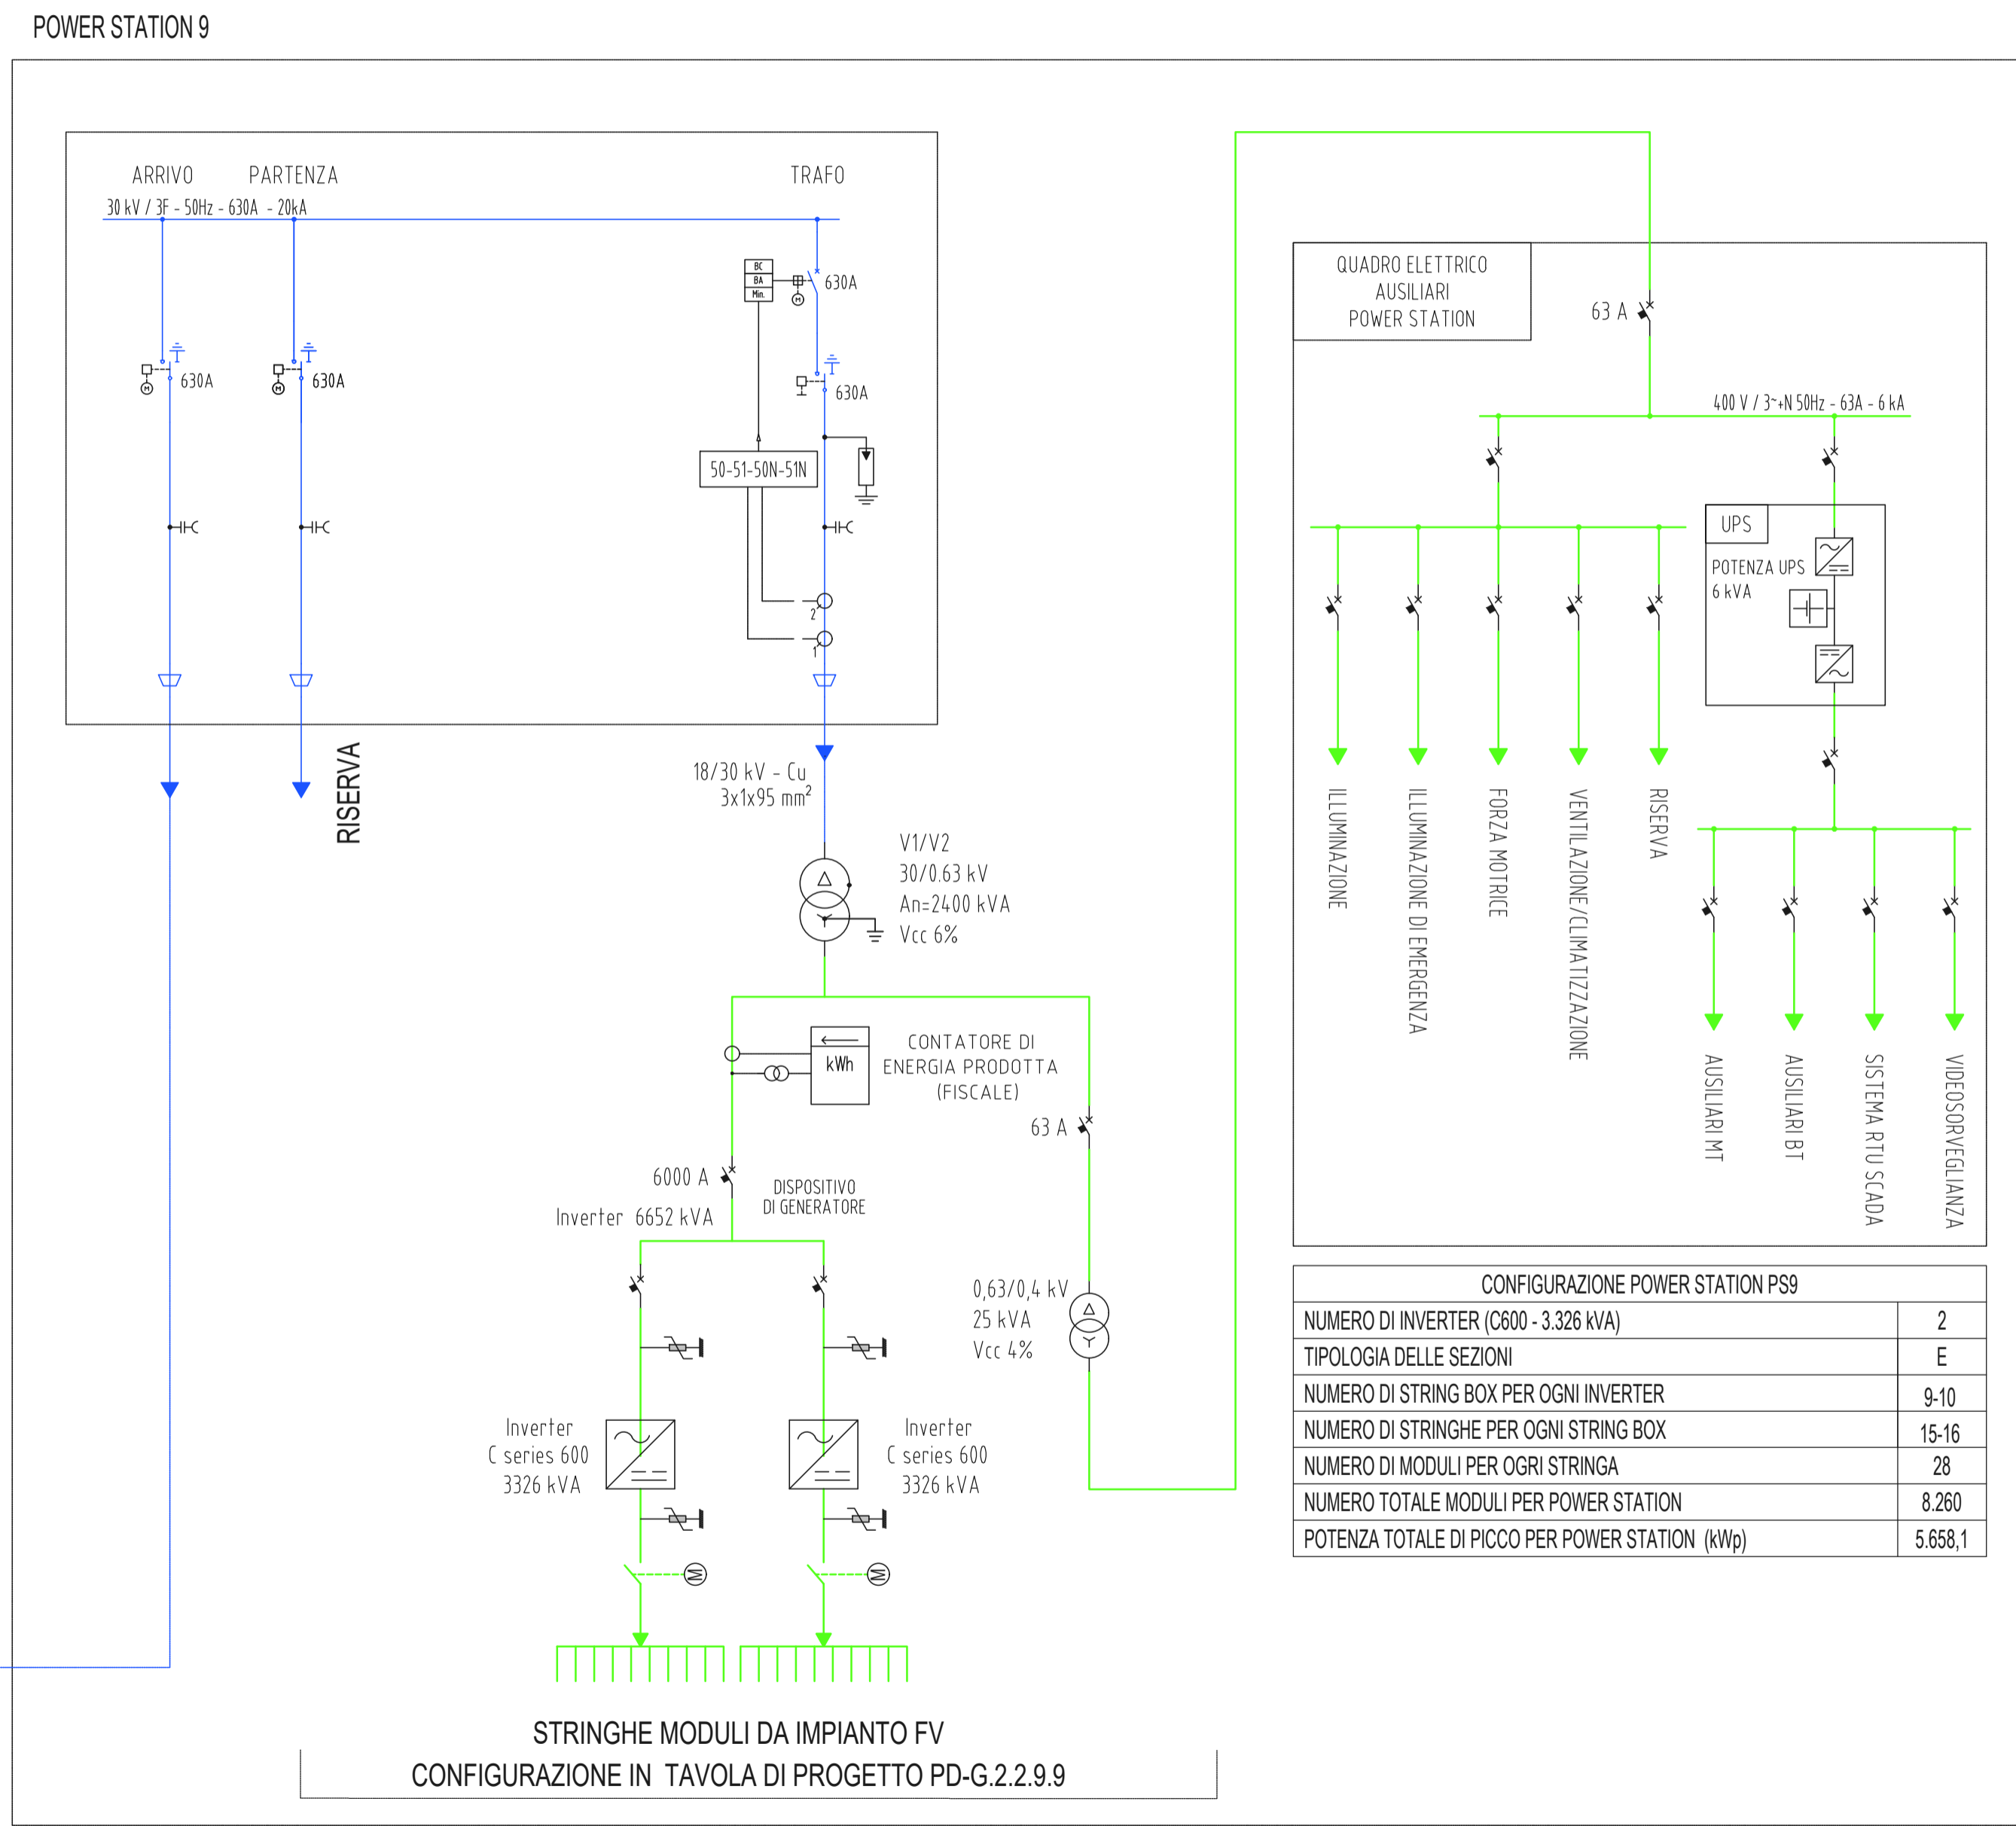 POWER STATION 9
ARRIVO
PARTENZA
TRAFO
30 kV / 3F - 50Hz - 630A - 20kA
BC
BA
Min.
M
630A
M
630A
M
630A
630A
50-51-50N-51N
2
1
RISERVA
18/30 kV - Cu
3x1x95 mm²
V1/V2
30/0.63 kV
An=2400 kVA
Vcc 6%
kWh
CONTATORE DI
ENERGIA PRODOTTA
(FISCALE)
63 A
6000 A
DISPOSITIVO
DI GENERATORE
Inverter 6652 kVA
0,63/0,4 kV
25 kVA
Vcc 4%
Inverter
C series 600
3326 kVA
Inverter
C series 600
3326 kVA
M
M
STRINGHE MODULI DA IMPIANTO FV
CONFIGURAZIONE IN TAVOLA DI PROGETTO PD-G.2.2.9.9
QUADRO ELETTRICO
AUSILIARI
POWER STATION
63 A
400 V / 3~+N 50Hz - 63A - 6 kA
UPS
POTENZA UPS
6 kVA
ILLUMINAZIONE
ILLUMINAZIONE DI EMERGENZA
FORZA MOTRICE
VENTILAZIONE/CLIMATIZZAZIONE
RISERVA
AUSILIARI MT
AUSILIARI BT
SISTEMA RTU SCADA
VIDEOSORVEGLIANZA
CONFIGURAZIONE POWER STATION PS9
NUMERO DI INVERTER (C600 - 3.326 kVA) 2
TIPOLOGIA DELLE SEZIONI E
NUMERO DI STRING BOX PER OGNI INVERTER 9-10
NUMERO DI STRINGHE PER OGNI STRING BOX 15-16
NUMERO DI MODULI PER OGRI STRINGA 28
NUMERO TOTALE MODULI PER POWER STATION 8.260
POTENZA TOTALE DI PICCO PER POWER STATION (kWp) 5.658,1